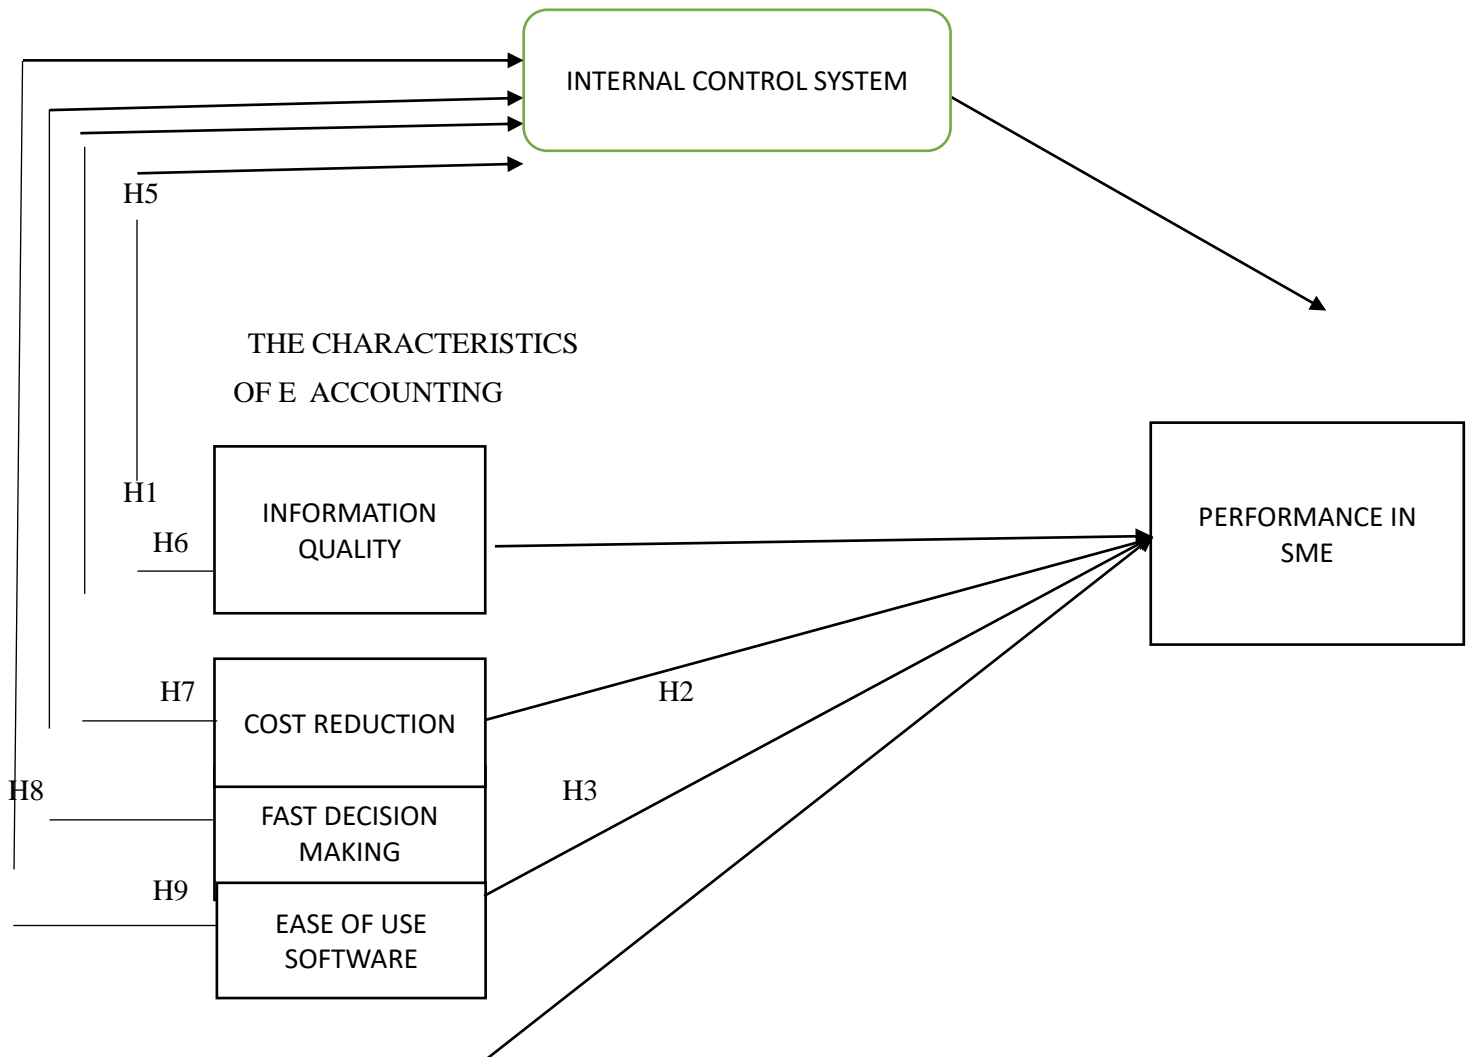 INTERNAL CONTROL SYSTEM
H5
THE CHARACTERISTICS
OF E  ACCOUNTING
H1
INFORMATION
QUALITY
PERFORMANCE IN
SME
H6
H7
COST REDUCTION
H2
H8
FAST DECISION
MAKING
H3
H9
EASE OF USE
SOFTWARE